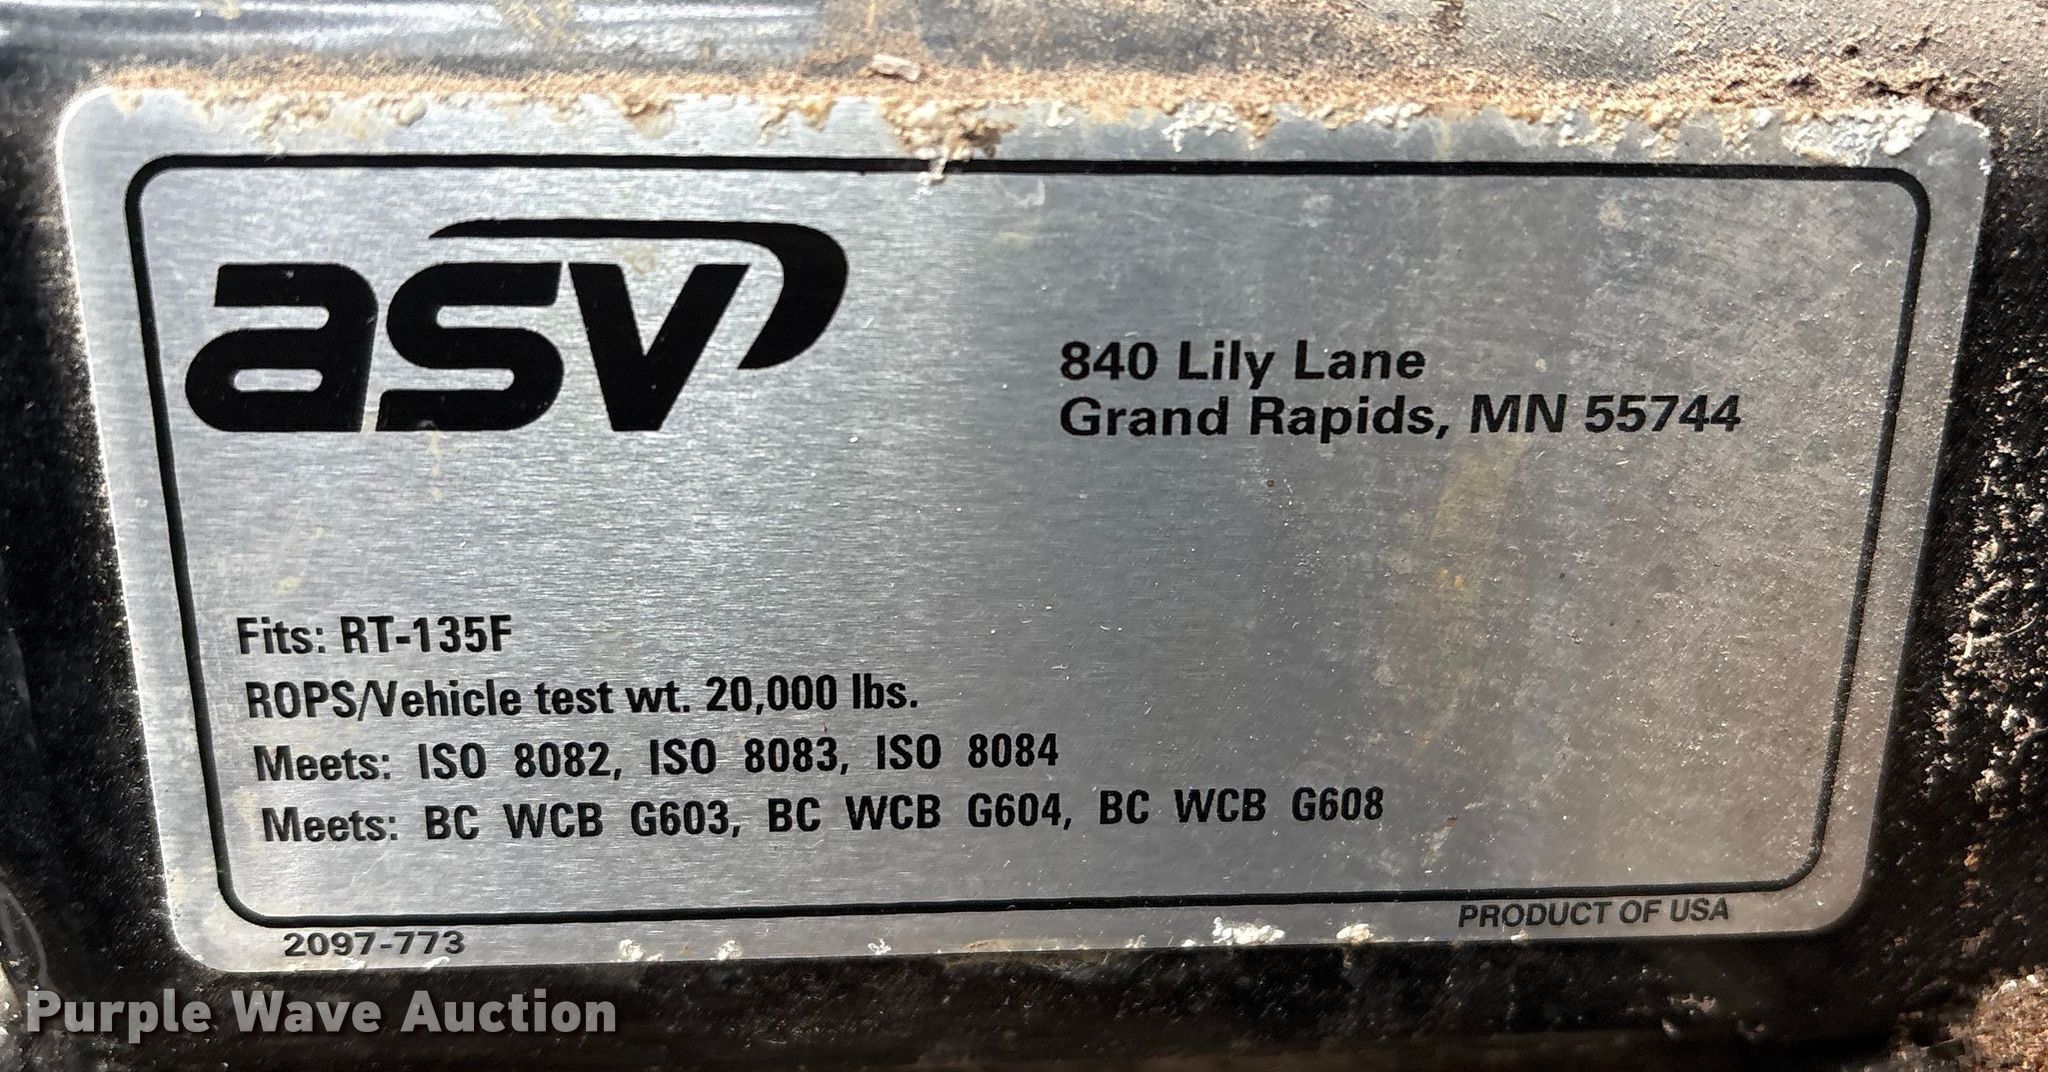 asv
840 Lily Lane
Grand Rapids, MN 55744
Fits: RT-135F
ROPS/Vehicle test wt. 20,000 lbs.
Meets: ISO 8082, ISO 8083, ISO 8084
Meets: BC WCB G603, BC WCB G604, BC WCB G608
2097-773
PRODUCT OF USA
Purple Wave Auction